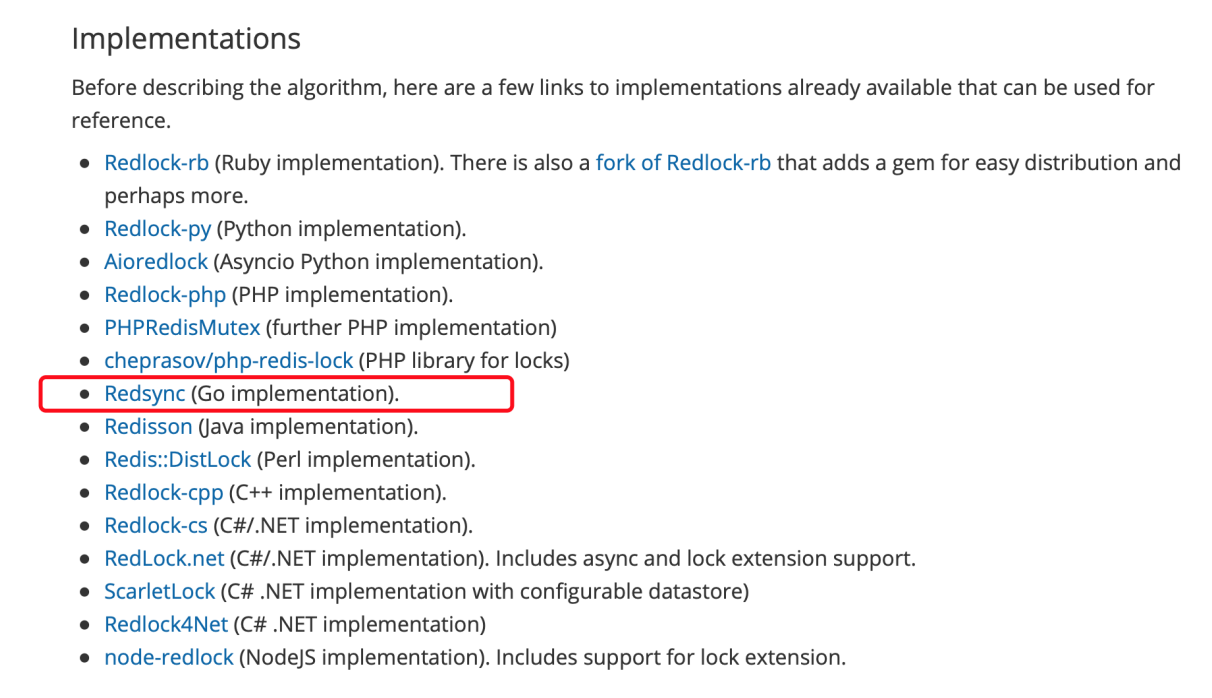 Implementations
Before describing the algorithm, here are a few links to implementations already available that can be used for
reference.
• Redlock-rb (Ruby implementation). There is also a fork of Redlock-rb that adds a gem for easy distribution and
perhaps more.
• Redlock-py (Python implementation).
• Aioredlock (Asyncio Python implementation).
• Redlock-php (PHP implementation).
• PHPRedisMutex (further PHP implementation)
• cheprasov/php-redis-lock (PHP library for locks)
• Redsync (Go implementation).
• Redisson (Java implementation).
• Redis::DistLock (Perl implementation).
• Redlock-cpp (C++ implementation).
• Redlock-cs (C#/.NET implementation).
• RedLock.net (C#/.NET implementation). Includes async and lock extension support.
• ScarletLock (C# .NET implementation with configurable datastore)
• Redlock4Net (C# .NET implementation)
• node-redlock (NodeJS implementation). Includes support for lock extension.